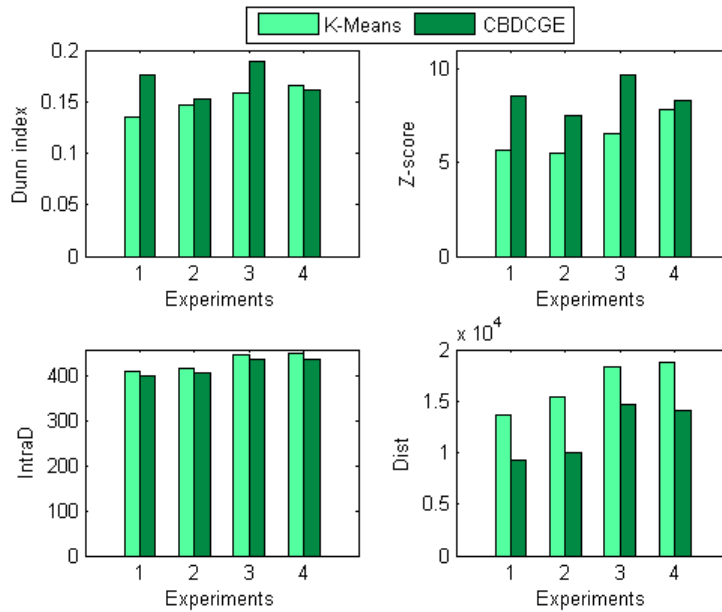 K-Means CBDCGE
0.2
0.15
0.1
0.05
0
Dunn index
1 2 3 4
Experiments
10
5
0
Z-score
1 2 3 4
Experiments
400
300
200
100
0
IntraD
1 2 3 4
Experiments
x 10^4
2
1.5
1
0.5
0
Dist
1 2 3 4
Experiments